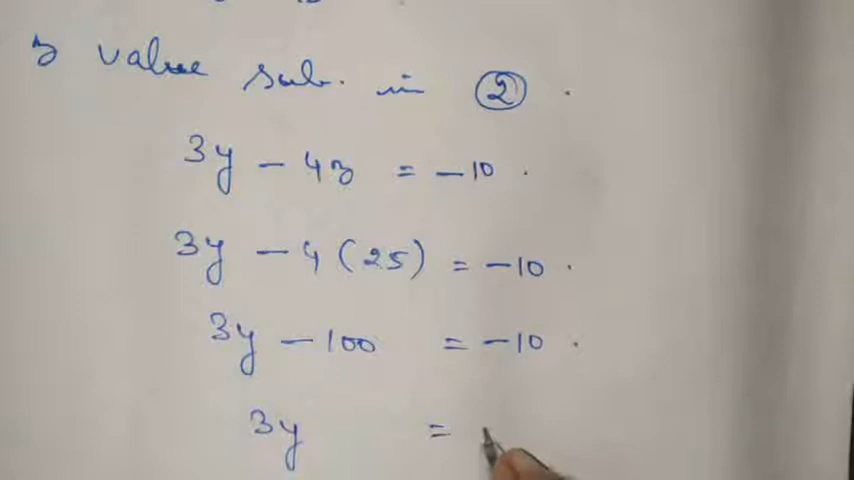 z value sub. in ② .
3y - 4z = -10 .
3y - 4 (25) = -10 .
3y - 100 = -10 .
3y =